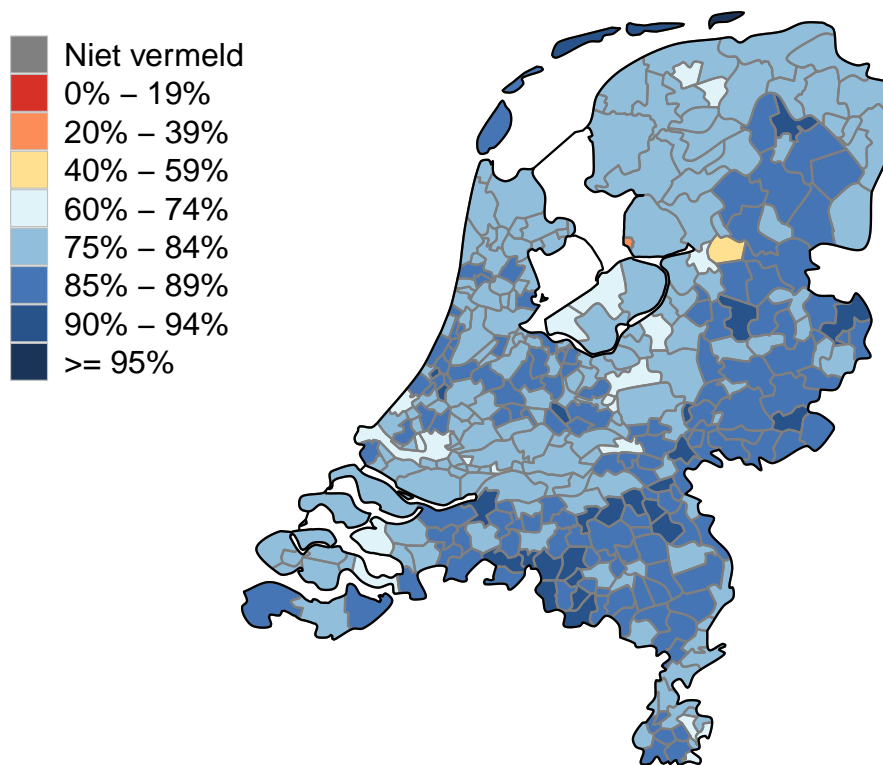 Niet vermeld
0% – 19%
20% – 39%
40% – 59%
60% – 74%
75% – 84%
85% – 89%
90% – 94%
>= 95%